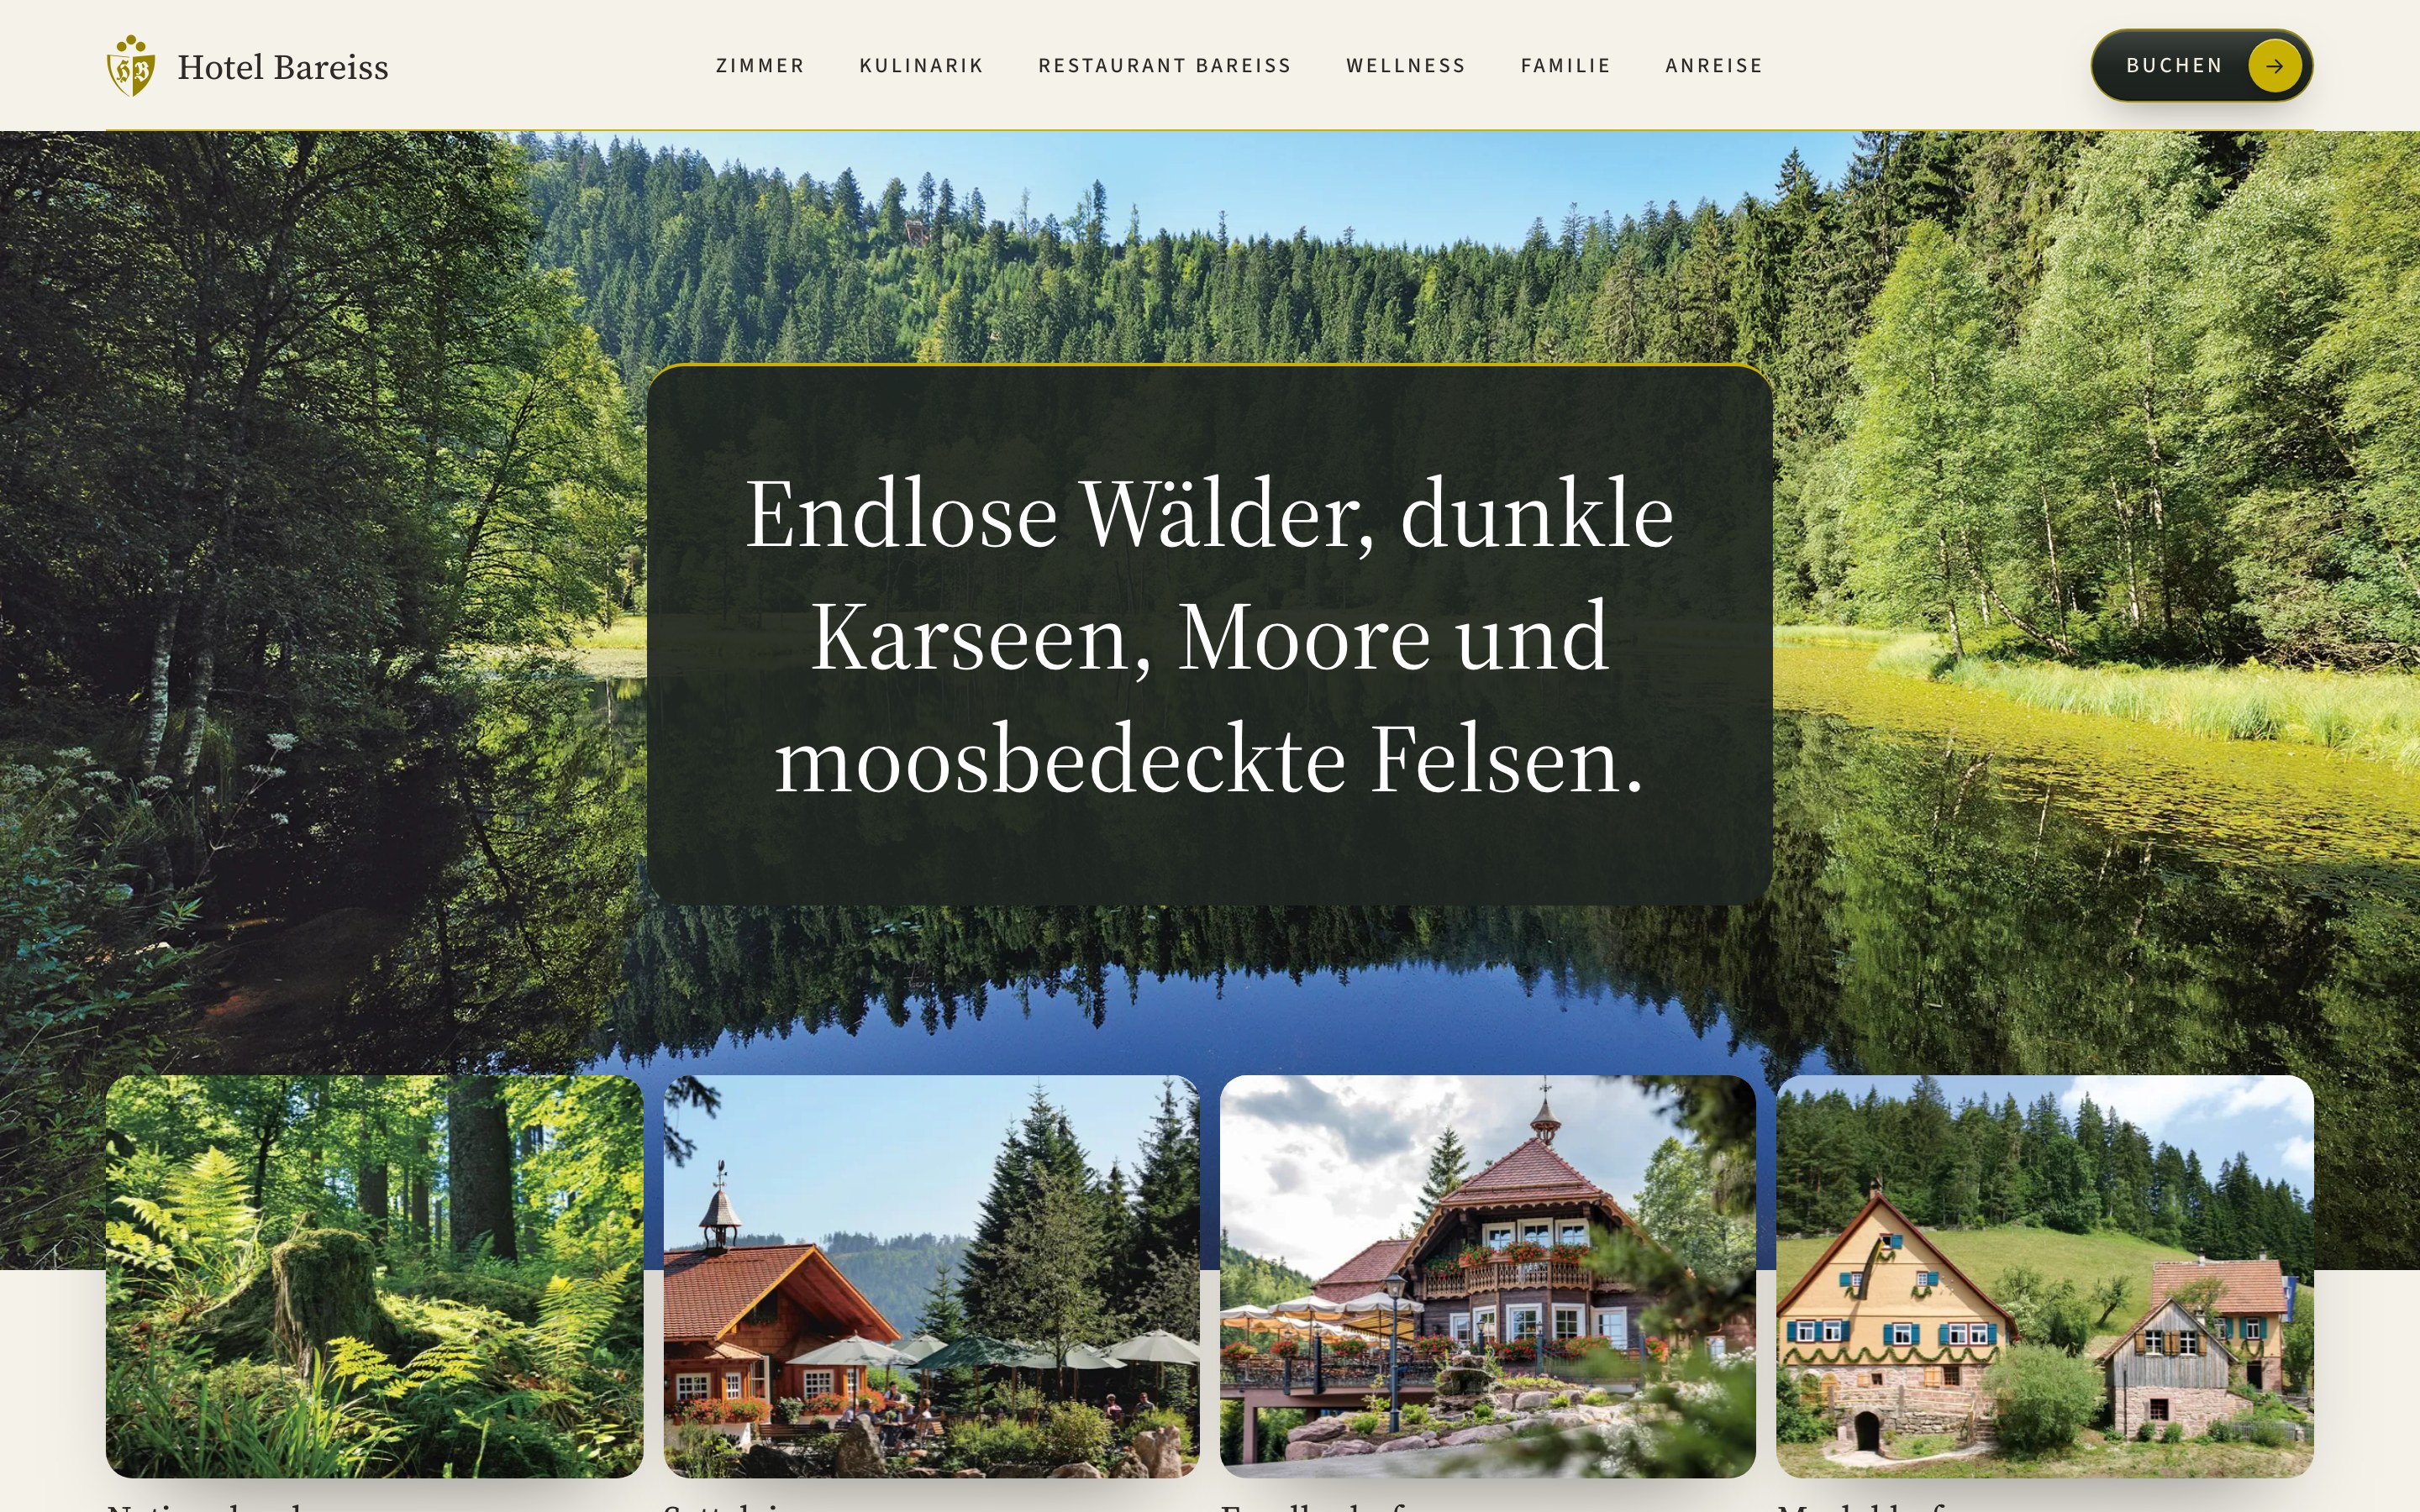 Hotel Bareiss
ZIMMER
KULINARIK
RESTAURANT BAREISS
WELLNESS
FAMILIE
ANREISE
BUCHEN
Endlose Wälder, dunkle
Karseen, Moore und
moosbedeckte Felsen.